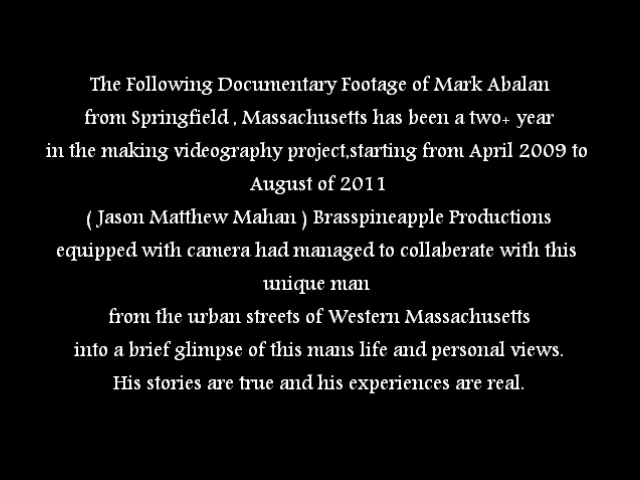 The Following Documentary Footage of Mark Abalan
from Springfield , Massachusetts has been a two+ year
in the making videography project,starting from April 2009 to
August of 2011
( Jason Matthew Mahan ) Brasspineapple Productions
equipped with camera had managed to collaberate with this
unique man
from the urban streets of Western Massachusetts
into a brief glimpse of this mans life and personal views.
His stories are true and his experiences are real.